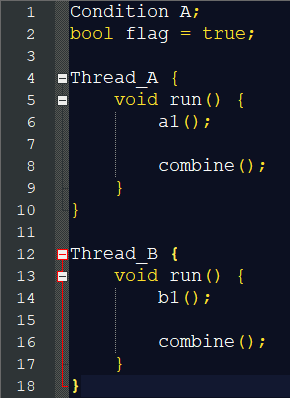 1 Condition A;
2 bool flag = true;
3
4 Thread_A {
5 void run() {
6 a1();
7
8 combine();
9 }
10 }
11
12 Thread_B {
13 void run() {
14 b1();
15
16 combine();
17 }
18 }